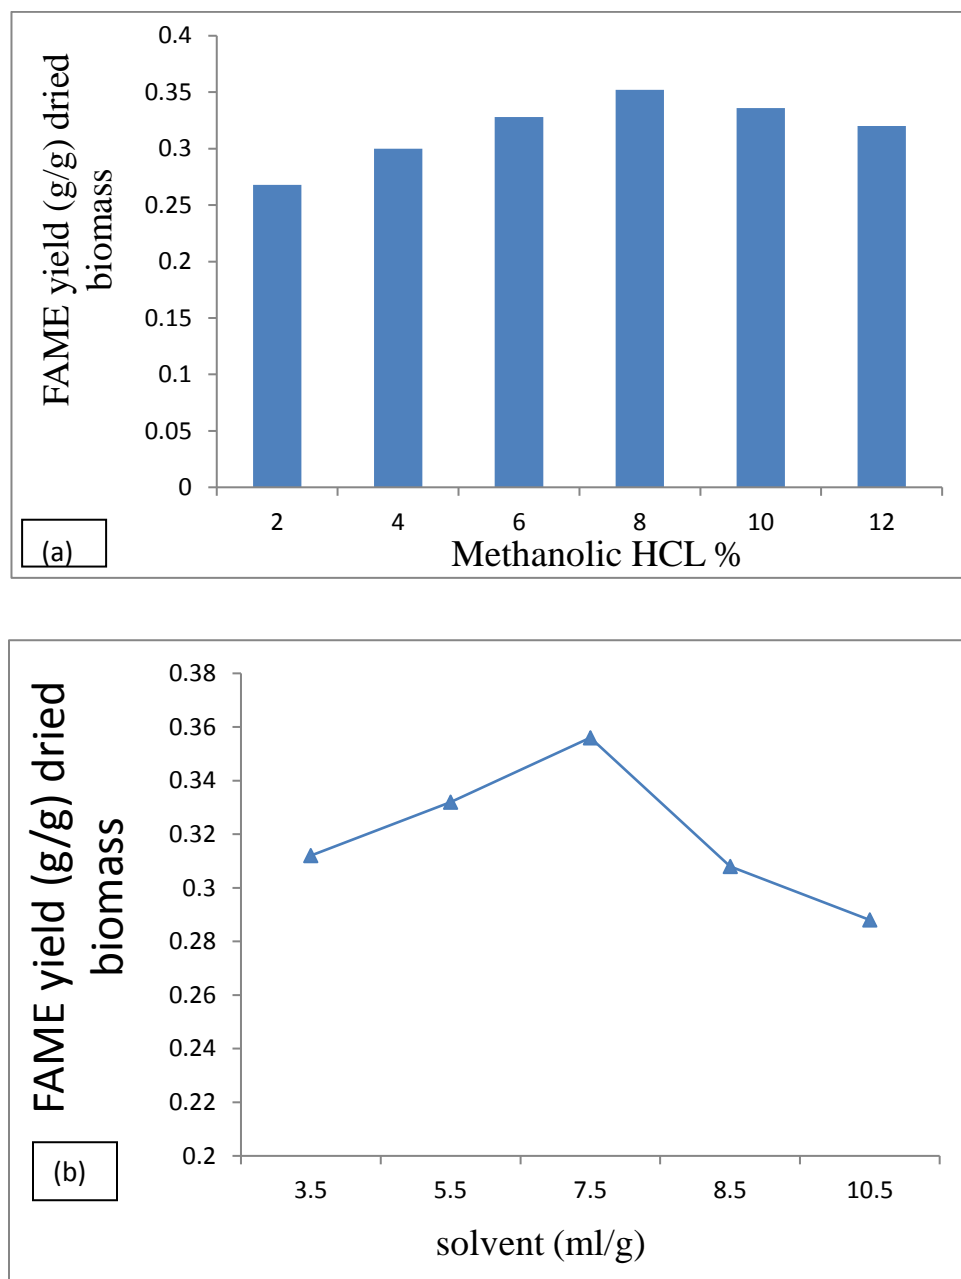 FAME yield (g/g) dried
biomass
0.4
0.35
0.3
0.25
0.2
0.15
0.1
0.05
0
2 4 6 8 10 12
Methanolic HCL %
(a)
FAME yield (g/g) dried
biomass
0.38
0.36
0.34
0.32
0.3
0.28
0.26
0.24
0.22
0.2
3.5 5.5 7.5 8.5 10.5
solvent (ml/g)
(b)